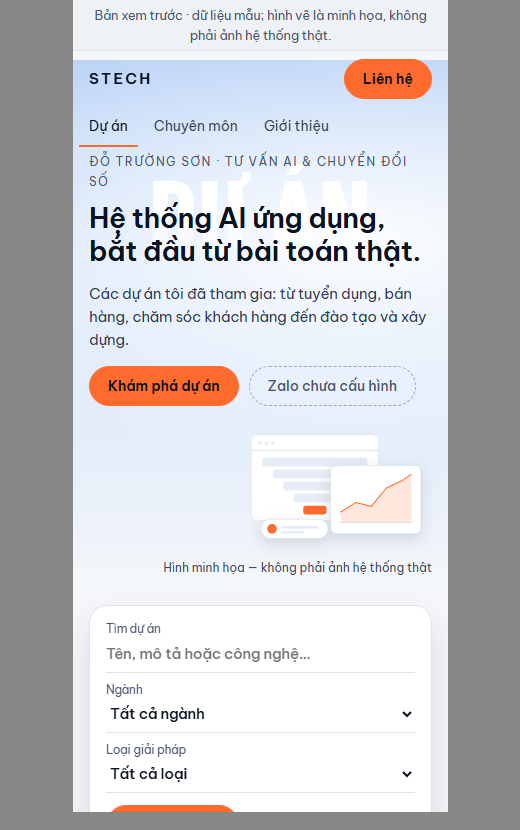 Bản xem trước · dữ liệu mẫu; hình vẽ là minh họa, không
phải ảnh hệ thống thật.
STECH
Liên hệ
Dự án
Chuyên môn
Giới thiệu
ĐỖ TRƯỜNG SƠN · TƯ VẤN AI & CHUYỂN ĐỔI
SỐ
DỰ ÁN
Hệ thống AI ứng dụng,
bắt đầu từ bài toán thật.
Các dự án tôi đã tham gia: từ tuyển dụng, bán
hàng, chăm sóc khách hàng đến đào tạo và xây
dựng.
Khám phá dự án
Zalo chưa cấu hình
Hình minh họa — không phải ảnh hệ thống thật
Tìm dự án
Tên, mô tả hoặc công nghệ...
Ngành
Tất cả ngành
Loại giải pháp
Tất cả loại